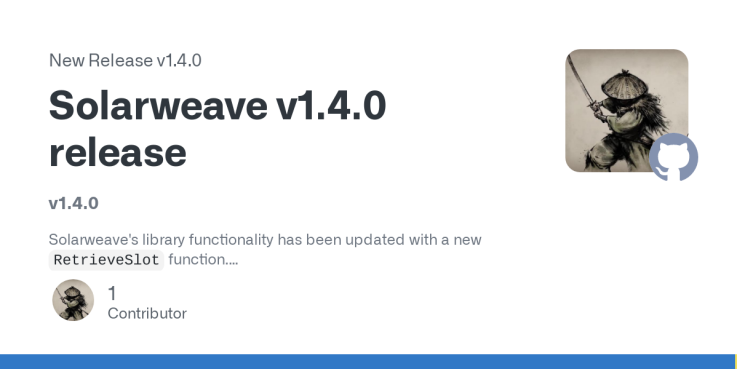 New Release v1.4.0
Solarweave v1.4.0
release
v1.4.0
Solarweave's library functionality has been updated with a new
RetrieveSlot function....
1
Contributor